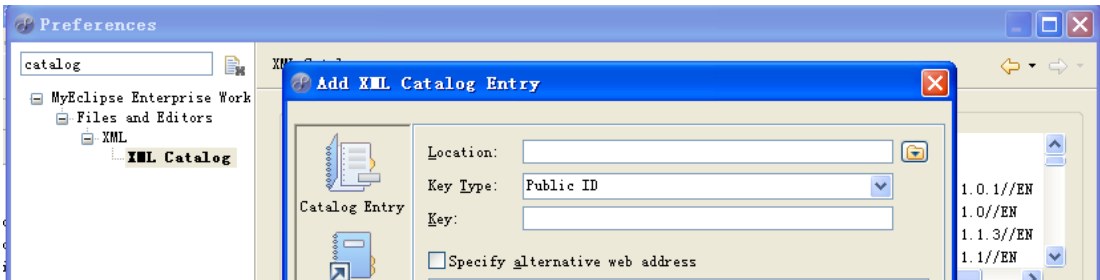 Preferences
catalog
MyEclipse Enterprise Work
Files and Editors
XML
XML Catalog
Add XML Catalog Entry
Catalog Entry
Location:
Key Type:
Public ID
Key:
Specify alternative web address
1.0.1//EN
1.0//EN
1.1.3//EN
1.1//EN